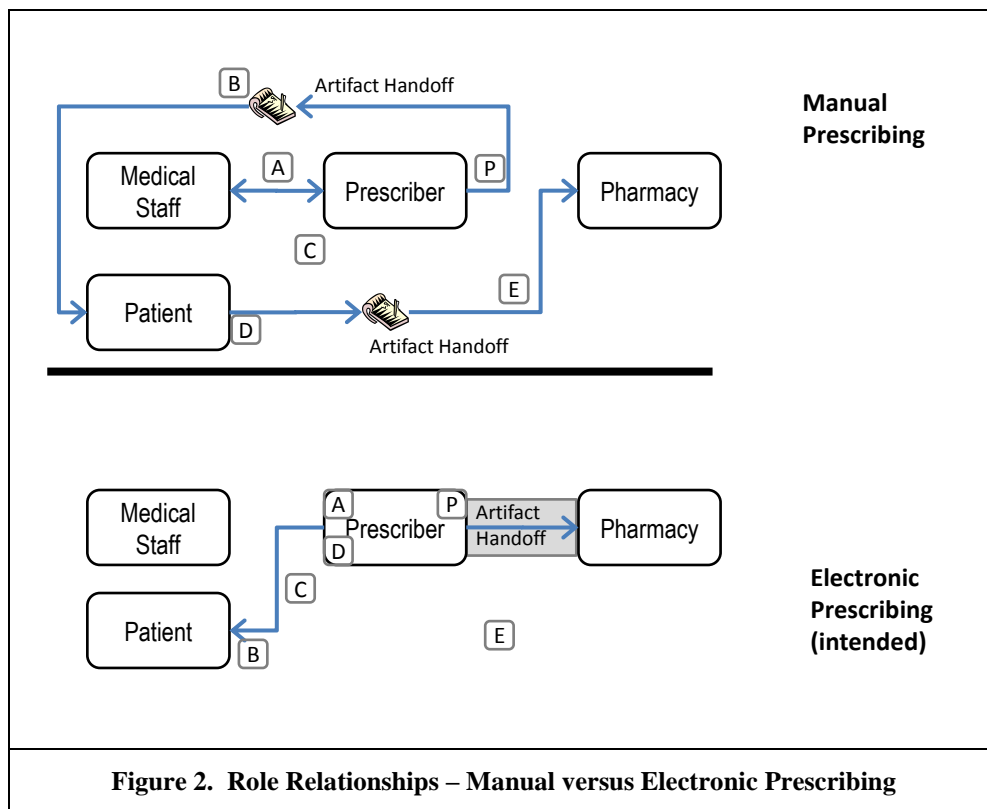 B
Artifact Handoff
Manual
Prescribing
Medical
Staff
A
Prescriber
P
Pharmacy
C
E
Patient
D
Artifact Handoff
Medical
Staff
A
P
Prescriber
D
Artifact
Handoff
Pharmacy
C
Patient
B
E
Electronic
Prescribing
(intended)
Figure 2. Role Relationships – Manual versus Electronic Prescribing